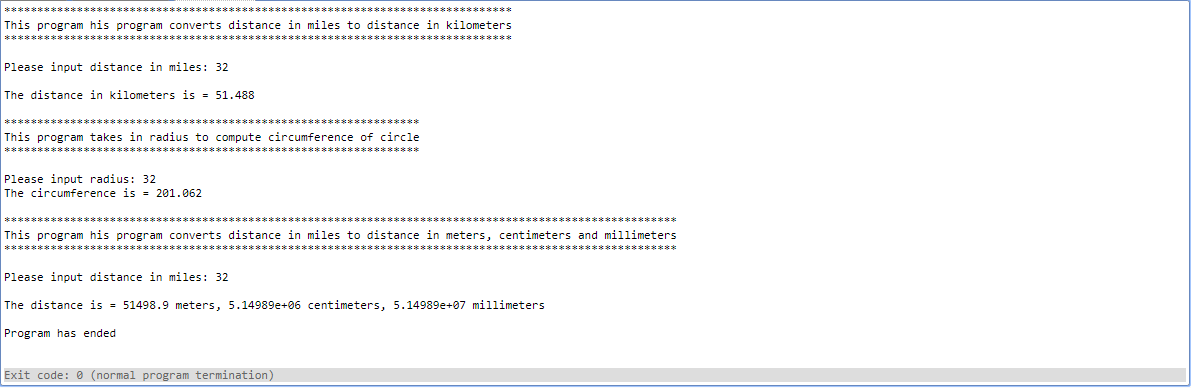 *****************************************************************************
This program his program converts distance in miles to distance in kilometers
*****************************************************************************
Please input distance in miles: 32
The distance in kilometers is = 51.488
***************************************************************
This program takes in radius to compute circumference of circle
***************************************************************
Please input radius: 32
The circumference is = 201.062
******************************************************************************************************
This program his program converts distance in miles to distance in meters, centimeters and millimeters
******************************************************************************************************
Please input distance in miles: 32
The distance is = 51498.9 meters, 5.14989e+06 centimeters, 5.14989e+07 millimeters
Program has ended
Exit code: 0 (normal program termination)